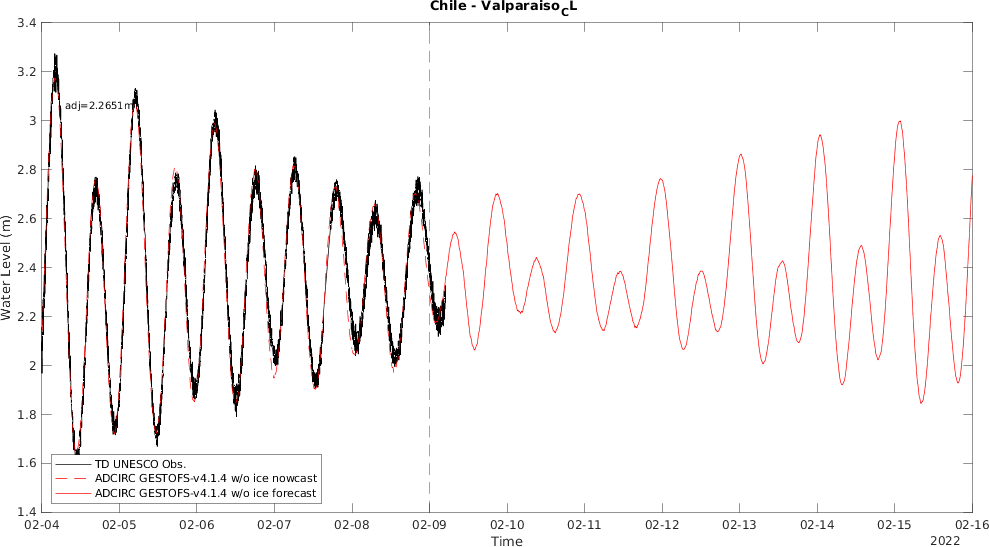 Chile - Valparaiso_CL
3.4
3.2
3
2.8
2.6
2.4
2.2
2
1.8
1.6
1.4
Water Level (m)
adj=2.2651m
TD UNESCO Obs.
ADCIRC GESTOFS-v4.1.4 w/o ice nowcast
ADCIRC GESTOFS-v4.1.4 w/o ice forecast
02-04 02-05 02-06 02-07 02-08 02-09 02-10 02-11 02-12 02-13 02-14 02-15 02-16
Time
2022